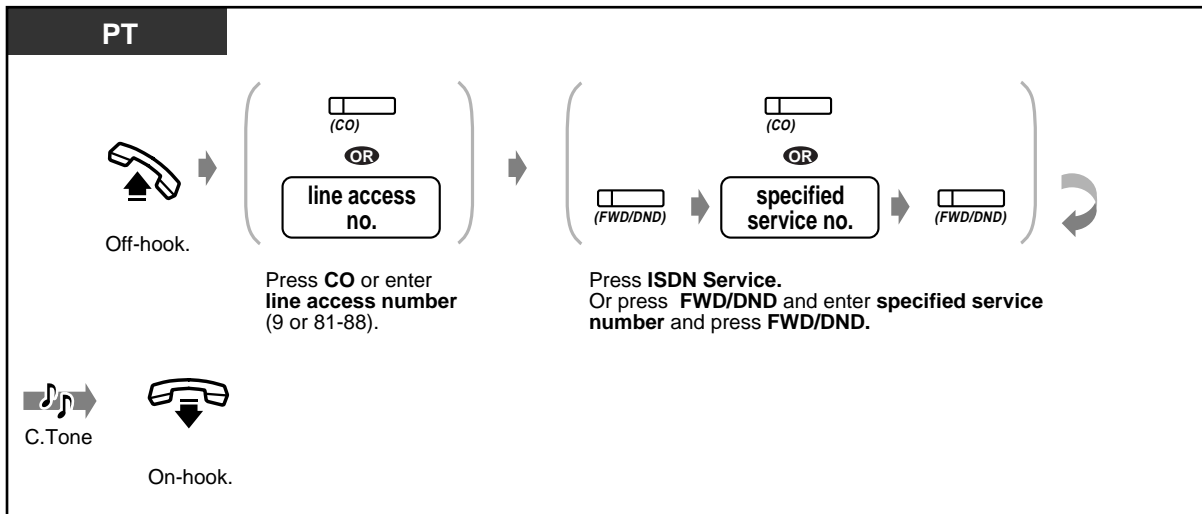 PT
(CO)
OR
line access
no.
Off-hook.
Press CO or enter
line access number
(9 or 81-88).
(CO)
OR
(FWD/DND)
specified
service no.
(FWD/DND)
Press ISDN Service.
Or press FWD/DND and enter specified service
number and press FWD/DND.
C.Tone
On-hook.